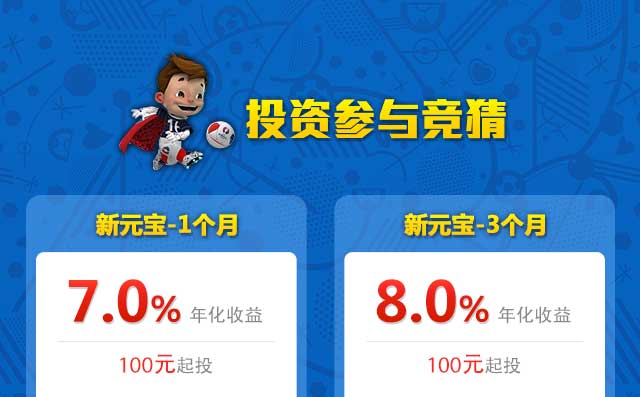 投资参与竞猜
16
新元宝-1个月
7.0% 年化收益
100元起投
新元宝-3个月
8.0% 年化收益
100元起投